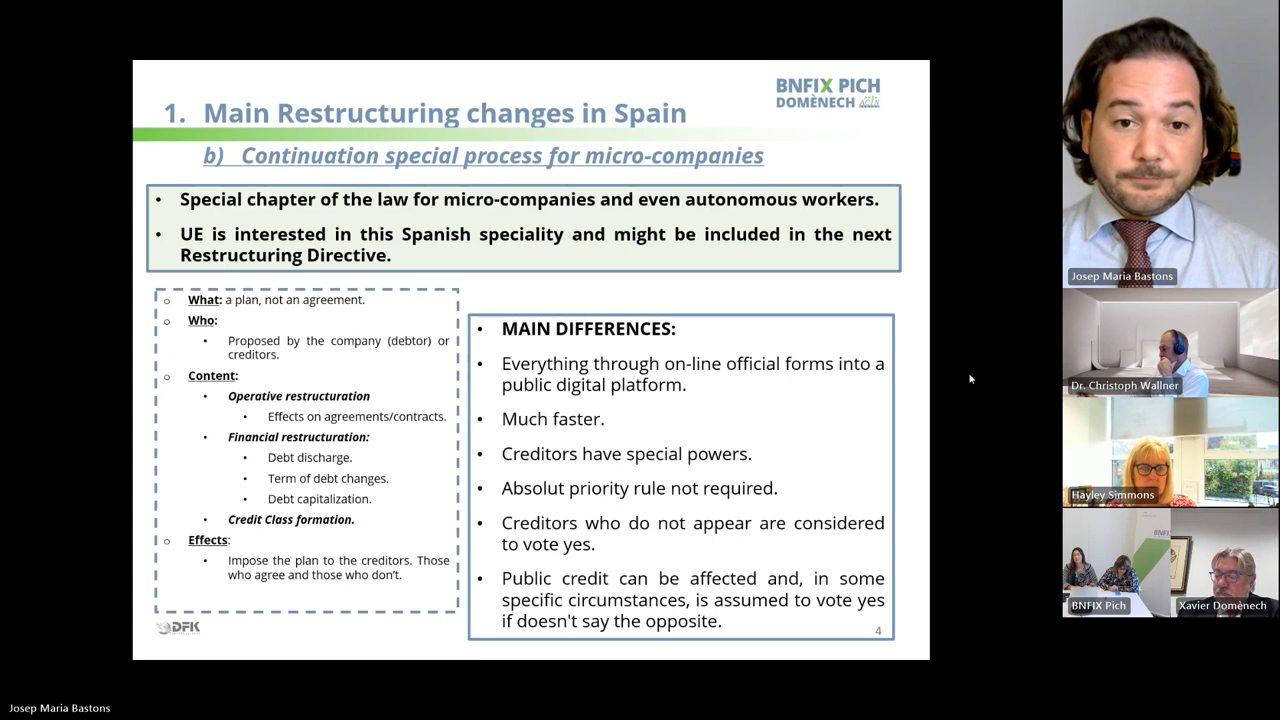 BNFIX PICH
DOMÈNECH
1. Main Restructuring changes in Spain
b) Continuation special process for micro-companies
• Special chapter of the law for micro-companies and even autonomous workers.
• UE is interested in this Spanish speciality and might be included in the next
Restructuring Directive.
o What: a plan, not an agreement.
o Who:
• Proposed by the company (debtor) or
creditors.
o Content:
• Operative restructuration
• Effects on agreements/contracts.
• Financial restructuration:
• Debt discharge.
• Term of debt changes.
• Debt capitalization.
• Credit Class formation.
o Effects:
• Impose the plan to the creditors. Those
who agree and those who don't.
• MAIN DIFFERENCES:
• Everything through on-line official forms into a
public digital platform.
• Much faster.
• Creditors have special powers.
• Absolut priority rule not required.
• Creditors who do not appear are considered
to vote yes.
• Public credit can be affected and, in some
specific circumstances, is assumed to vote yes
if doesn't say the opposite.
DFK
4
Josep Maria Bastons
Dr. Christoph Wallner
Hayley Simmons
BNFIX Pich
Xavier Domènech
Josep Maria Bastons